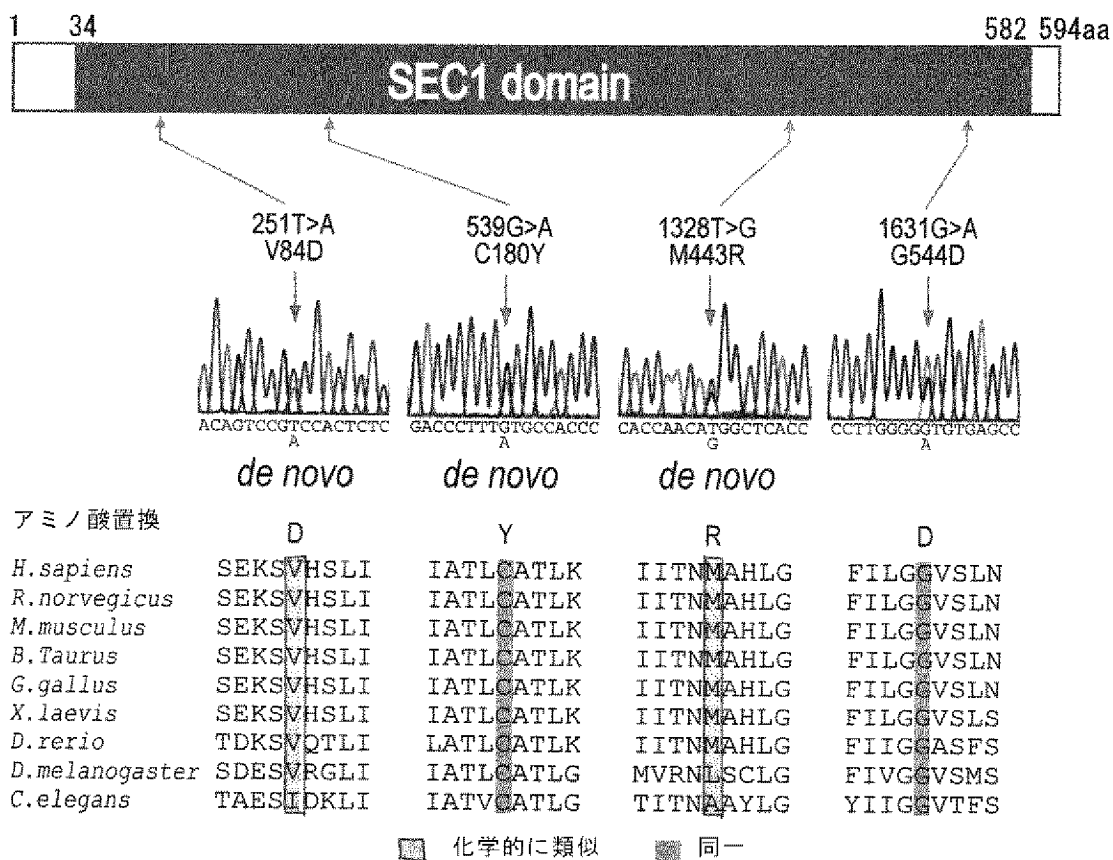 1 34 582 594aa
SEC1 domain
251T>A 539G>A 1328T>G 1631G>A
V84D C180Y M443R G544D
ACAGTCCGTCCACTCTC GACCCTTTGTGCCACCC CACCAACATGGCTCACC CCTTGGGGGTGTGAGCC
A A G A
de novo de novo de novo
アミノ酸置換
D Y R D
H.sapiens SEKSVHSLI IATLCATLK IITNMAHLG FILGGVSLN
R.norvegicus SEKSVHSLI IATLCATLK IITNMAHLG FILGGVSLN
M.musculus SEKSVHSLI IATLCATLK IITNMAHLG FILGGVSLN
B.Taurus SEKSVHSLI IATLCATLK IITNMAHLG FILGGVSLN
G.gallus SEKSVHSLI IATLCATLK IITNMAHLG FILGGVSLN
X.laevis SEKSVHSLI IATLCATLK IITNMAHLG FILGGVSLS
D.rerio TDKSVQTLI LATLCATLK IITNMAHLG FIIGGASFS
D.melanogaster SDESVRGLI IATLCATLG MVRNLSCLG FIVGGVSMS
C.elegans TAESIDKLI IATVCATLG TITNAAYLG YIIGGVTFS
化学的に類似 同一